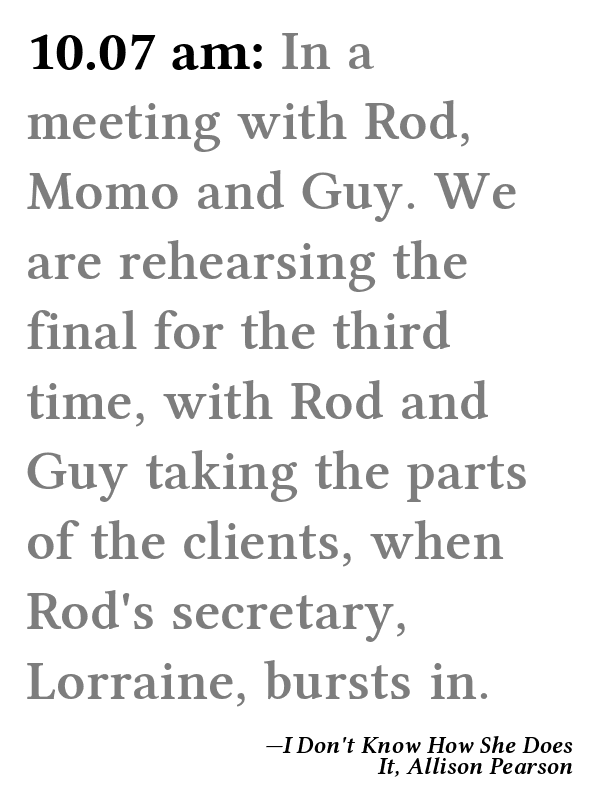 10.07 am: In a
meeting with Rod,
Momo and Guy. We
are rehearsing the
final for the third
time, with Rod and
Guy taking the parts
of the clients, when
Rod's secretary,
Lorraine, bursts in.
—I Don't Know How She Does
It, Allison Pearson